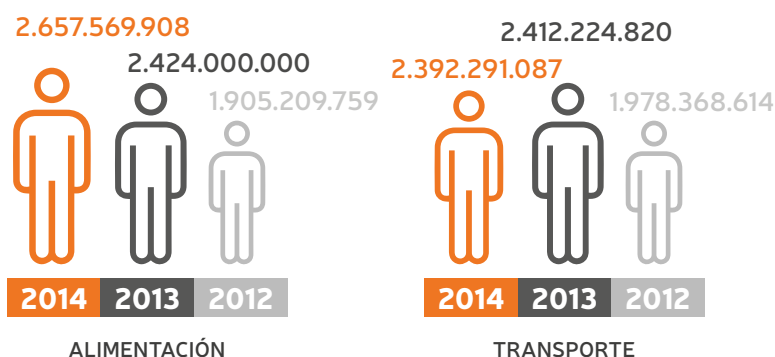 2.657.569.908
2.424.000.000
1.905.209.759
2014 2013 2012
ALIMENTACIÓN
2.412.224.820
2.392.291.087
1.978.368.614
2014 2013 2012
TRANSPORTE